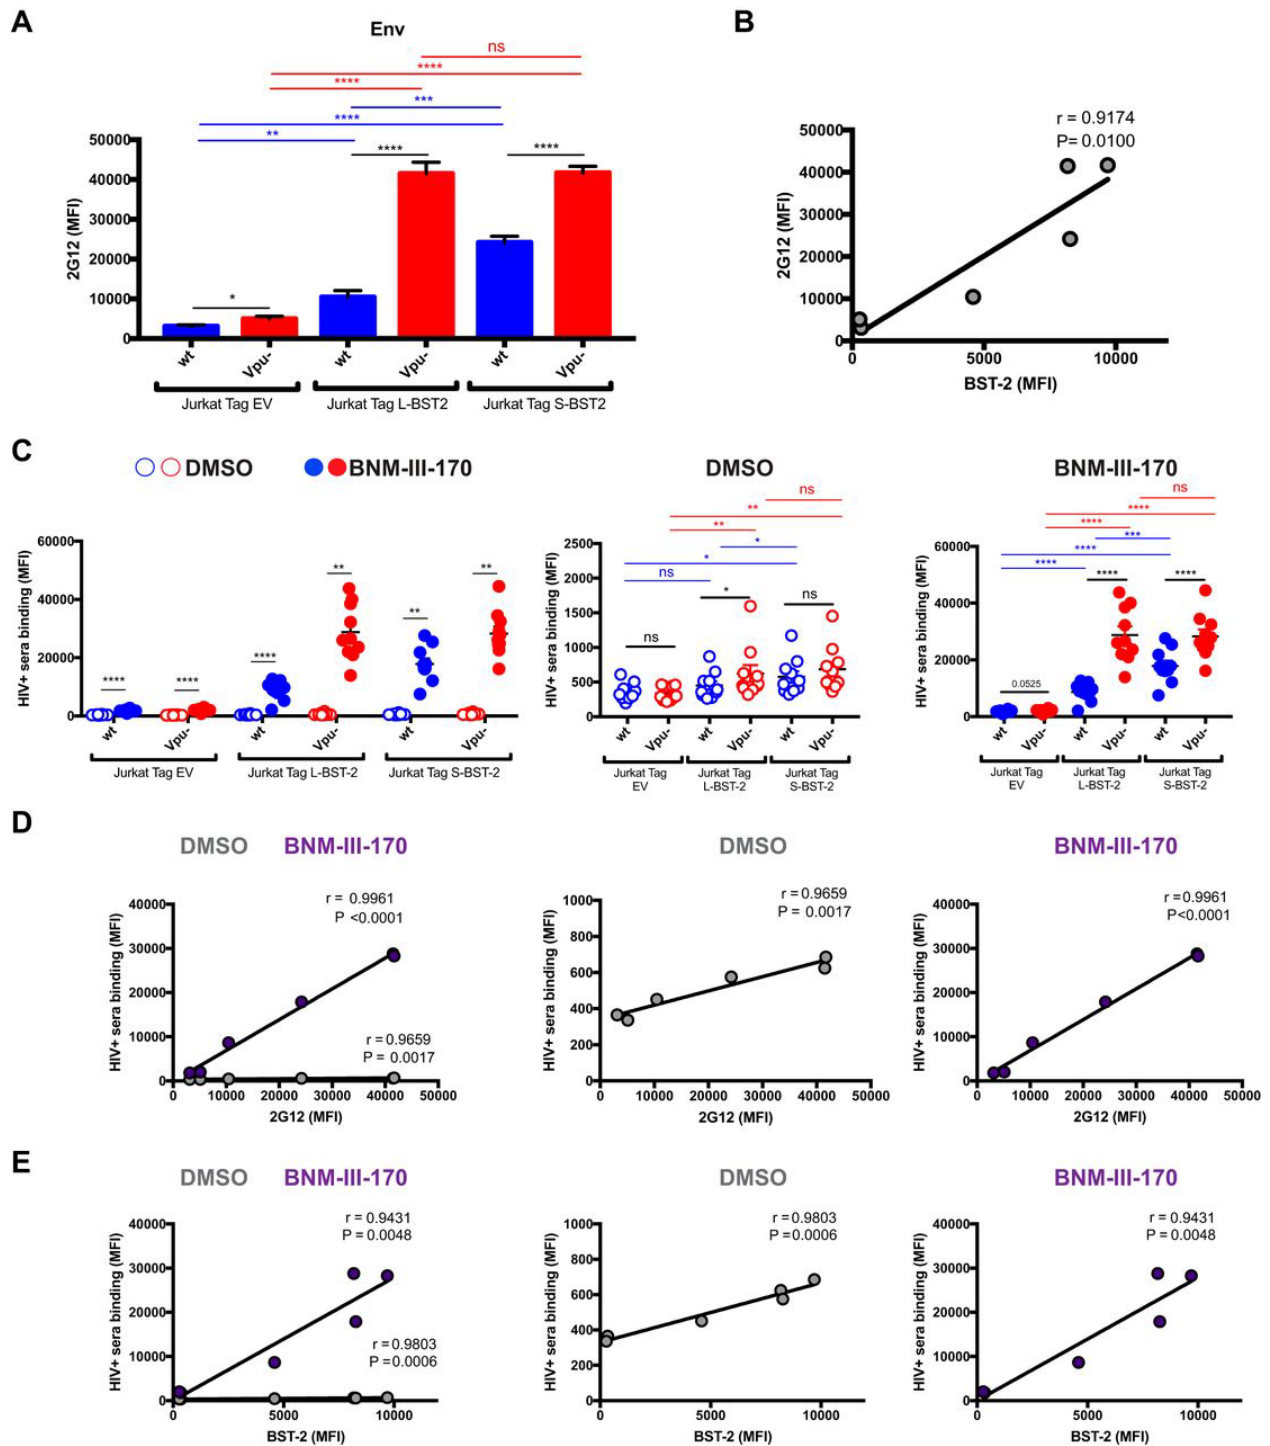 A
Env
ns
****
****
***
****
**
****
****
*
50000
40000
30000
20000
10000
0
2G12 (MFI)
wt
Vpu-
wt
Vpu-
wt
Vpu-
Jurkat Tag EV
Jurkat Tag L-BST2
Jurkat Tag S-BST2
B
r = 0.9174
P= 0.0100
50000
40000
30000
20000
10000
0
2G12 (MFI)
0
5000
10000
BST-2 (MFI)
C
DMSO
BNM-III-170
60000
40000
20000
0
HIV+ sera binding (MFI)
****
****
****
**
**
**
wt
Vpu-
wt
Vpu-
wt
Vpu-
Jurkat Tag EV
Jurkat Tag L-BST-2
Jurkat Tag S-BST-2
DMSO
ns
**
**
*
*
ns
ns
*
ns
2500
2000
1500
1000
500
0
HIV+ sera binding (MFI)
wt
Vpu-
wt
Vpu-
wt
Vpu-
Jurkat Tag
EV
Jurkat Tag
L-BST-2
Jurkat Tag
S-BST-2
BNM-III-170
ns
****
****
***
****
****
****
****
0.0525
60000
40000
20000
0
HIV+ sera binding (MFI)
wt
Vpu-
wt
Vpu-
wt
Vpu-
Jurkat Tag
EV
Jurkat Tag
L-BST-2
Jurkat Tag
S-BST-2
D
DMSO BNM-III-170
r = 0.9961
P <0.0001
r = 0.9659
P = 0.0017
40000
30000
20000
10000
0
HIV+ sera binding (MFI)
0
10000
20000
30000
40000
50000
2G12 (MFI)
DMSO
r = 0.9659
P = 0.0017
1000
800
600
400
200
0
HIV+ sera binding (MFI)
0
10000
20000
30000
40000
50000
2G12 (MFI)
BNM-III-170
r = 0.9961
P<0.0001
40000
30000
20000
10000
0
HIV+ sera binding (MFI)
0
10000
20000
30000
40000
50000
2G12 (MFI)
E
DMSO BNM-III-170
r = 0.9431
P = 0.0048
r = 0.9803
P = 0.0006
40000
30000
20000
10000
0
HIV+ sera binding (MFI)
0
5000
10000
BST-2 (MFI)
DMSO
r = 0.9803
P = 0.0006
1000
800
600
400
200
0
HIV+ sera binding (MFI)
0
5000
10000
BST-2 (MFI)
BNM-III-170
r = 0.9431
P = 0.0048
40000
30000
20000
10000
0
HIV+ sera binding (MFI)
0
5000
10000
BST-2 (MFI)